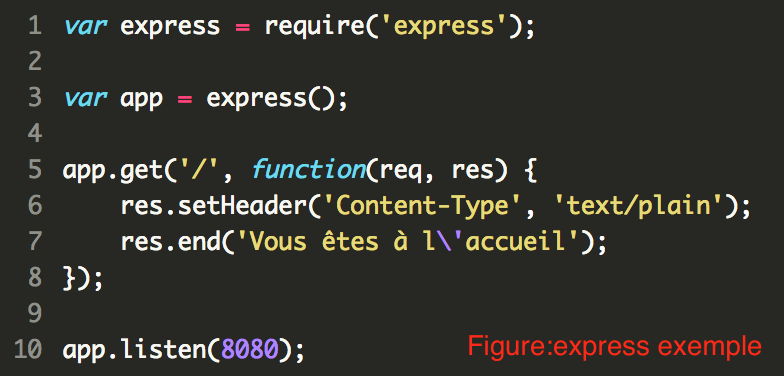 1 var express = require('express');
2
3 var app = express();
4
5 app.get('/', function(req, res) {
6     res.setHeader('Content-Type', 'text/plain');
7     res.end('Vous êtes à l\'accueil');
8 });
9
10 app.listen(8080);
Figure:express exemple